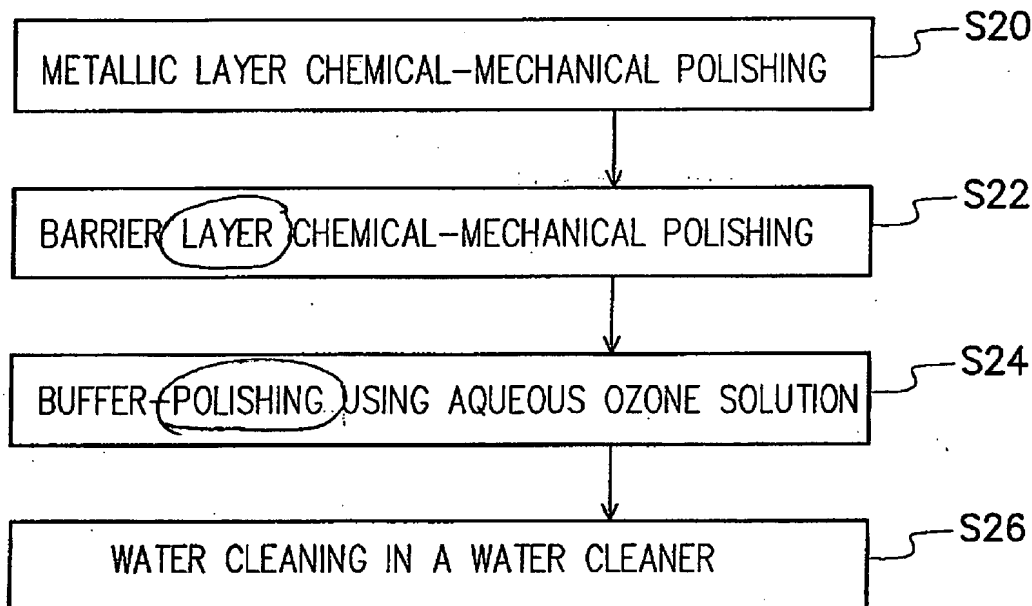 S20
METALLIC LAYER CHEMICAL-MECHANICAL POLISHING
S22
BARRIER LAYER CHEMICAL-MECHANICAL POLISHING
S24
BUFFER-POLISHING USING AQUEOUS OZONE SOLUTION
S26
WATER CLEANING IN A WATER CLEANER